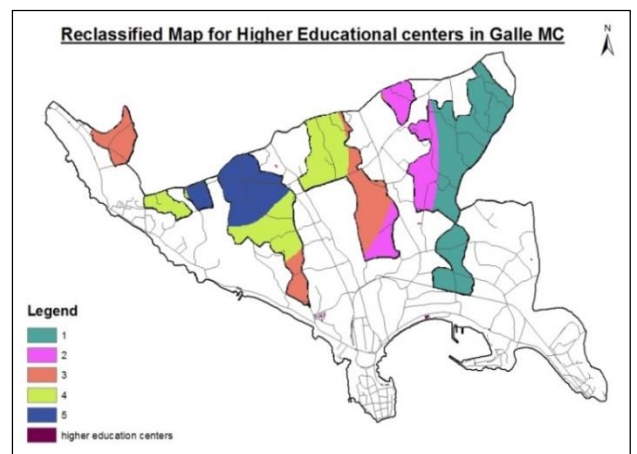 Reclassified Map for Higher Educational centers in Galle MC
N
Legend
1
2
3
4
5
higher education centers